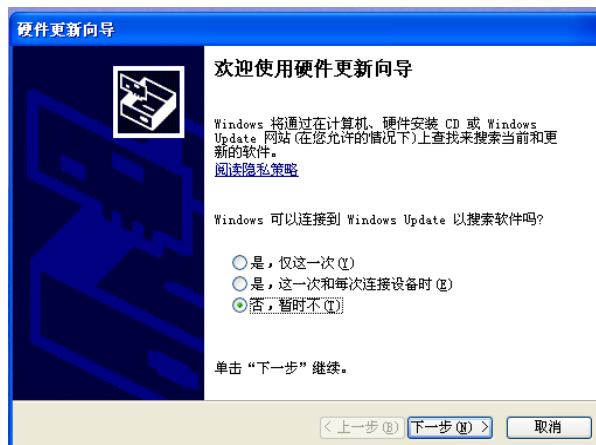 硬件更新向导
欢迎使用硬件更新向导
Windows 将通过在计算机、硬件安装 CD 或 Windows
Update 网站(在您允许的情况下)上查找来搜索当前和更
新的软件。
阅读隐私策略
Windows 可以连接到 Windows Update 以搜索软件吗?
是，仅这一次(Y)
是，这一次和每次连接设备时(E)
否，暂时不(T)
单击“下一步”继续。
< 上一步(B) 下一步(N) > 取消